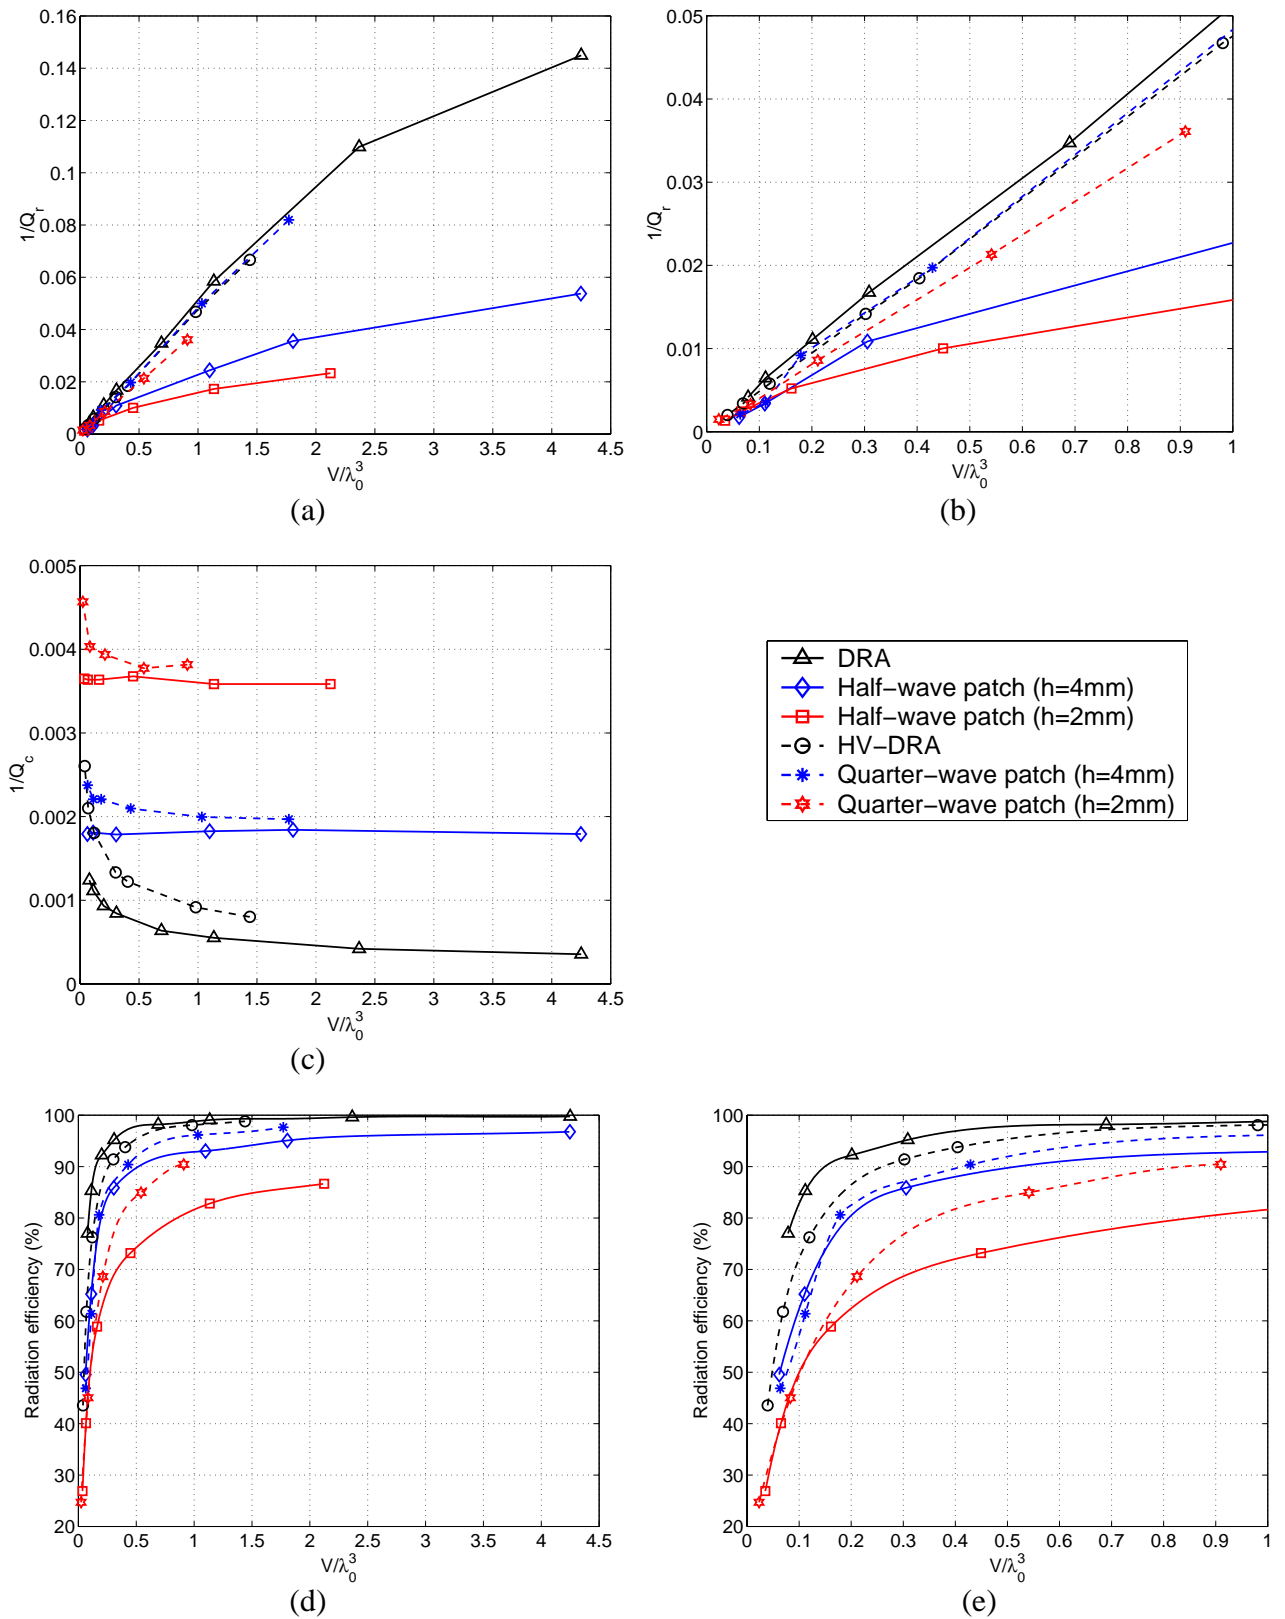 0.16
0.14
0.12
0.1
0.08
0.06
0.04
0.02
0
1/Q_r
0 0.5 1 1.5 2 2.5 3 3.5 4 4.5
V/λ_0^3
(a)
0.05
0.04
0.03
0.02
0.01
0
1/Q_r
0 0.1 0.2 0.3 0.4 0.5 0.6 0.7 0.8 0.9 1
V/λ_0^3
(b)
0.005
0.004
0.003
0.002
0.001
0
1/Q_c
0 0.5 1 1.5 2 2.5 3 3.5 4 4.5
V/λ_0^3
(c)
DRA
Half−wave patch (h=4mm)
Half−wave patch (h=2mm)
HV−DRA
Quarter−wave patch (h=4mm)
Quarter−wave patch (h=2mm)
100
90
80
70
60
50
40
30
20
Radiation efficiency (%)
0 0.5 1 1.5 2 2.5 3 3.5 4 4.5
V/λ_0^3
(d)
100
90
80
70
60
50
40
30
20
Radiation efficiency (%)
0 0.1 0.2 0.3 0.4 0.5 0.6 0.7 0.8 0.9 1
V/λ_0^3
(e)